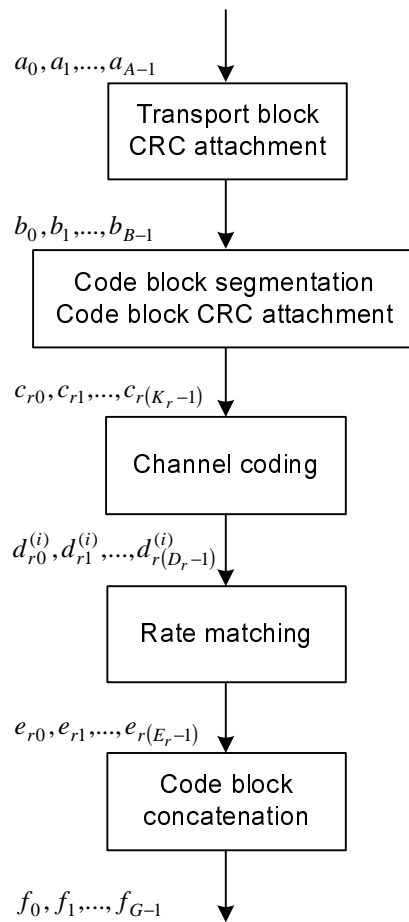 a_0, a_1,..., a_{A-1}
Transport block
CRC attachment
b_0, b_1,..., b_{B-1}
Code block segmentation
Code block CRC attachment
c_{r0}, c_{r1},..., c_{r(K_r-1)}
Channel coding
d_{r0}^{(i)}, d_{r1}^{(i)},..., d_{r(D_r-1)}^{(i)}
Rate matching
e_{r0}, e_{r1},..., e_{r(E_r-1)}
Code block
concatenation
f_0, f_1,..., f_{G-1}